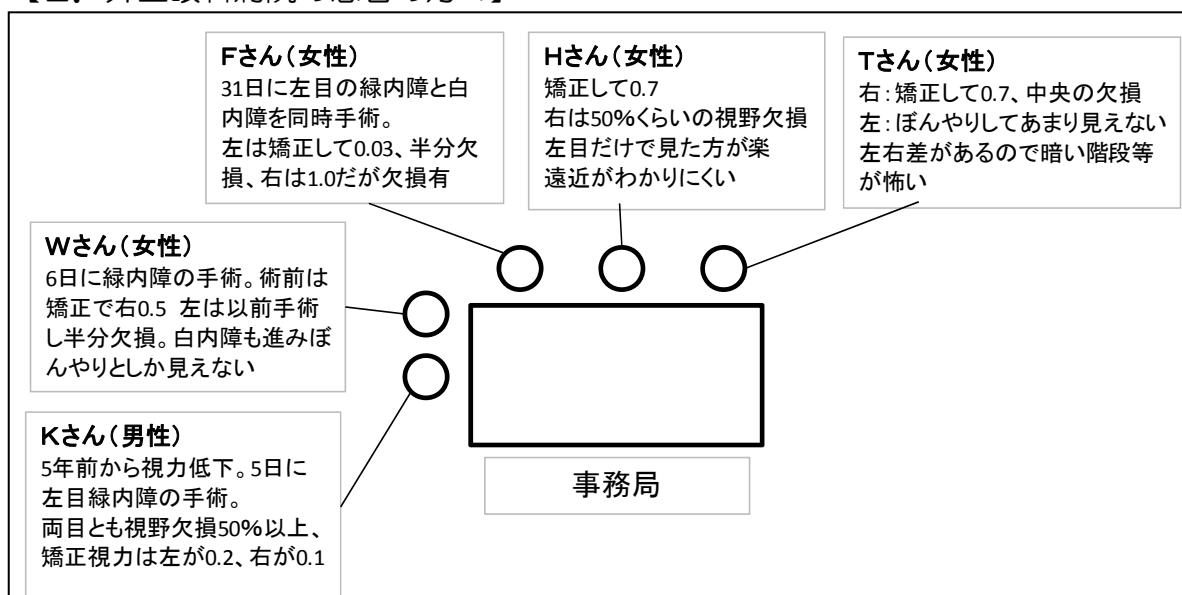 Fさん(女性)
31日に左目の緑内障と白
内障を同時手術。
左は矯正して0.03、半分欠
損、右は1.0だが欠損有
Hさん(女性)
矯正して0.7
右は50%くらいの視野欠損
左目だけで見た方が楽
遠近がわかりにくい
Tさん(女性)
右:矯正して0.7、中央の欠損
左:ぼんやりしてあまり見えない
左右差があるので暗い階段等
が怖い
Wさん(女性)
6日に緑内障の手術。術前は
矯正で右0.5 左は以前手術
し半分欠損。白内障も進みぼ
んやりとしか見えない
Kさん(男性)
5年前から視力低下。5日に
左目緑内障の手術。
両目とも視野欠損50%以上、
矯正視力は左が0.2、右が0.1
事務局